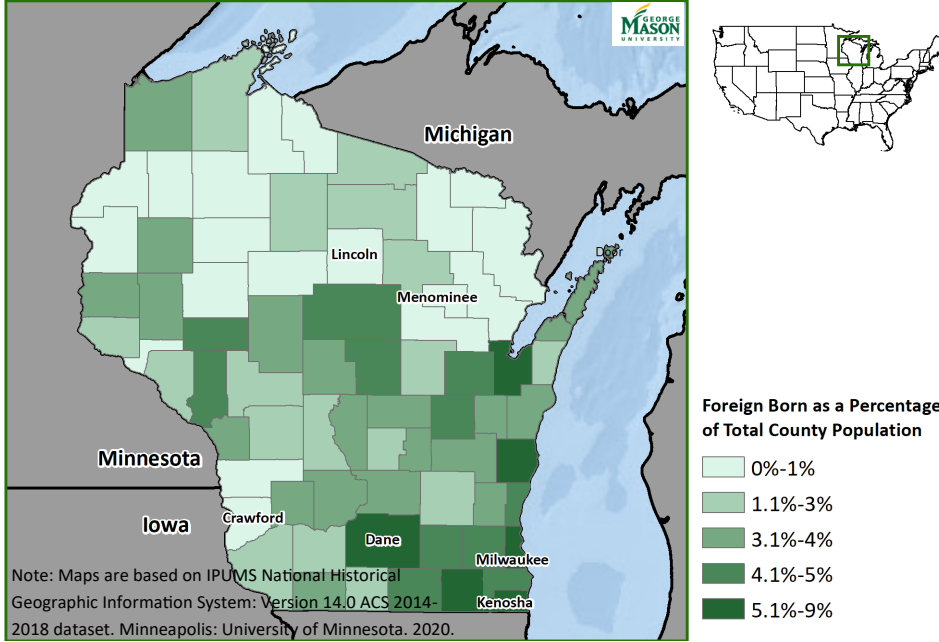 GEORGE
MASON
UNIVERSITY
Michigan
Door
Lincoln
Menominee
Minnesota
Iowa
Crawford
Dane
Milwaukee
Kenosha
Note: Maps are based on IPUMS National Historical
Geographic Information System: Version 14.0 ACS 2014-
2018 dataset. Minneapolis: University of Minnesota. 2020.
Foreign Born as a Percentage
of Total County Population
0%-1%
1.1%-3%
3.1%-4%
4.1%-5%
5.1%-9%